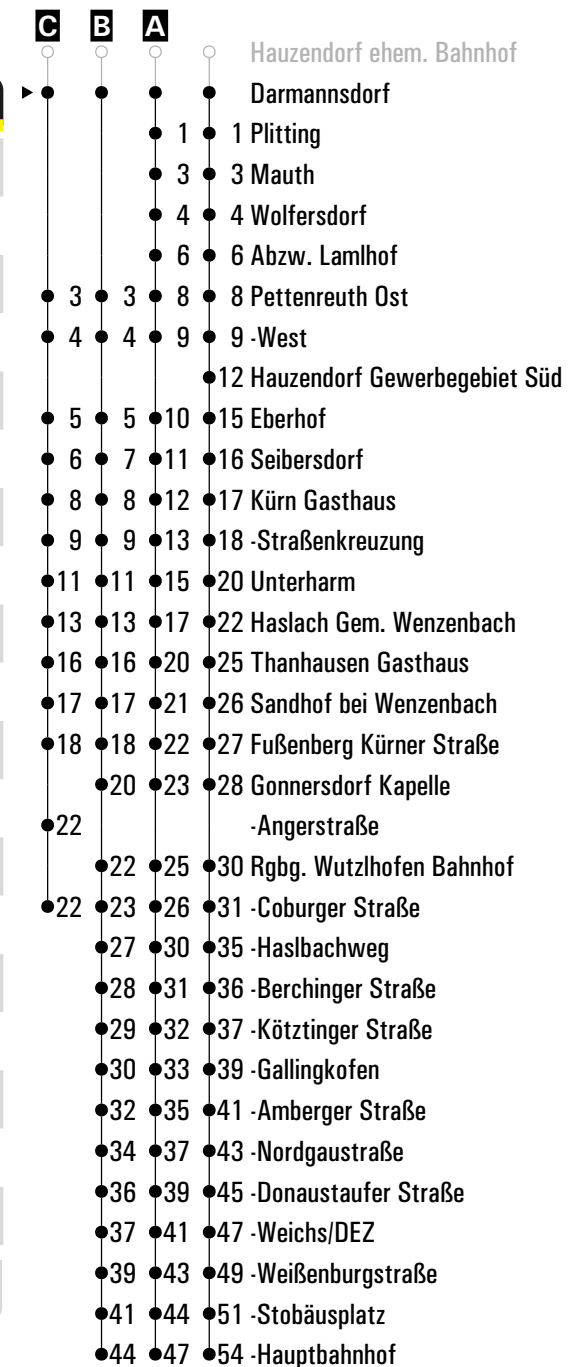 C B A
Hauzendorf ehem. Bahnhof
Darmannsdorf
1 1 Plitting
3 3 Mauth
4 4 Wolfersdorf
6 6 Abzw. Lamlhof
3 3 8 8 Pettenreuth Ost
4 4 9 9 -West
12 Hauzendorf Gewerbegebiet Süd
5 5 10 15 Eberhof
6 7 11 16 Seibersdorf
8 8 12 17 Kürn Gasthaus
9 9 13 18 -Straßenkreuzung
11 11 15 20 Unterharm
13 13 17 22 Haslach Gem. Wenzenbach
16 16 20 25 Thanhausen Gasthaus
17 17 21 26 Sandhof bei Wenzenbach
18 18 22 27 Fußenberg Kürner Straße
20 23 28 Gonnersdorf Kapelle
22 -Angerstraße
22 25 30 Rgbg. Wutzlhofen Bahnhof
22 23 26 31 -Coburger Straße
27 30 35 -Haslbachweg
28 31 36 -Berchinger Straße
29 32 37 -Kötztinger Straße
30 33 39 -Gallingkofen
32 35 41 -Amberger Straße
34 37 43 -Nordgaustraße
36 39 45 -Donaustaufer Straße
37 41 47 -Weichs/DEZ
39 43 49 -Weißenburgstraße
41 44 51 -Stobäusplatz
44 47 54 -Hauptbahnhof